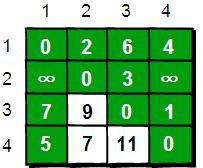 1 2 3 4
1 0 2 6 4
2 ∞ 0 3 ∞
3 7 9 0 1
4 5 7 11 0